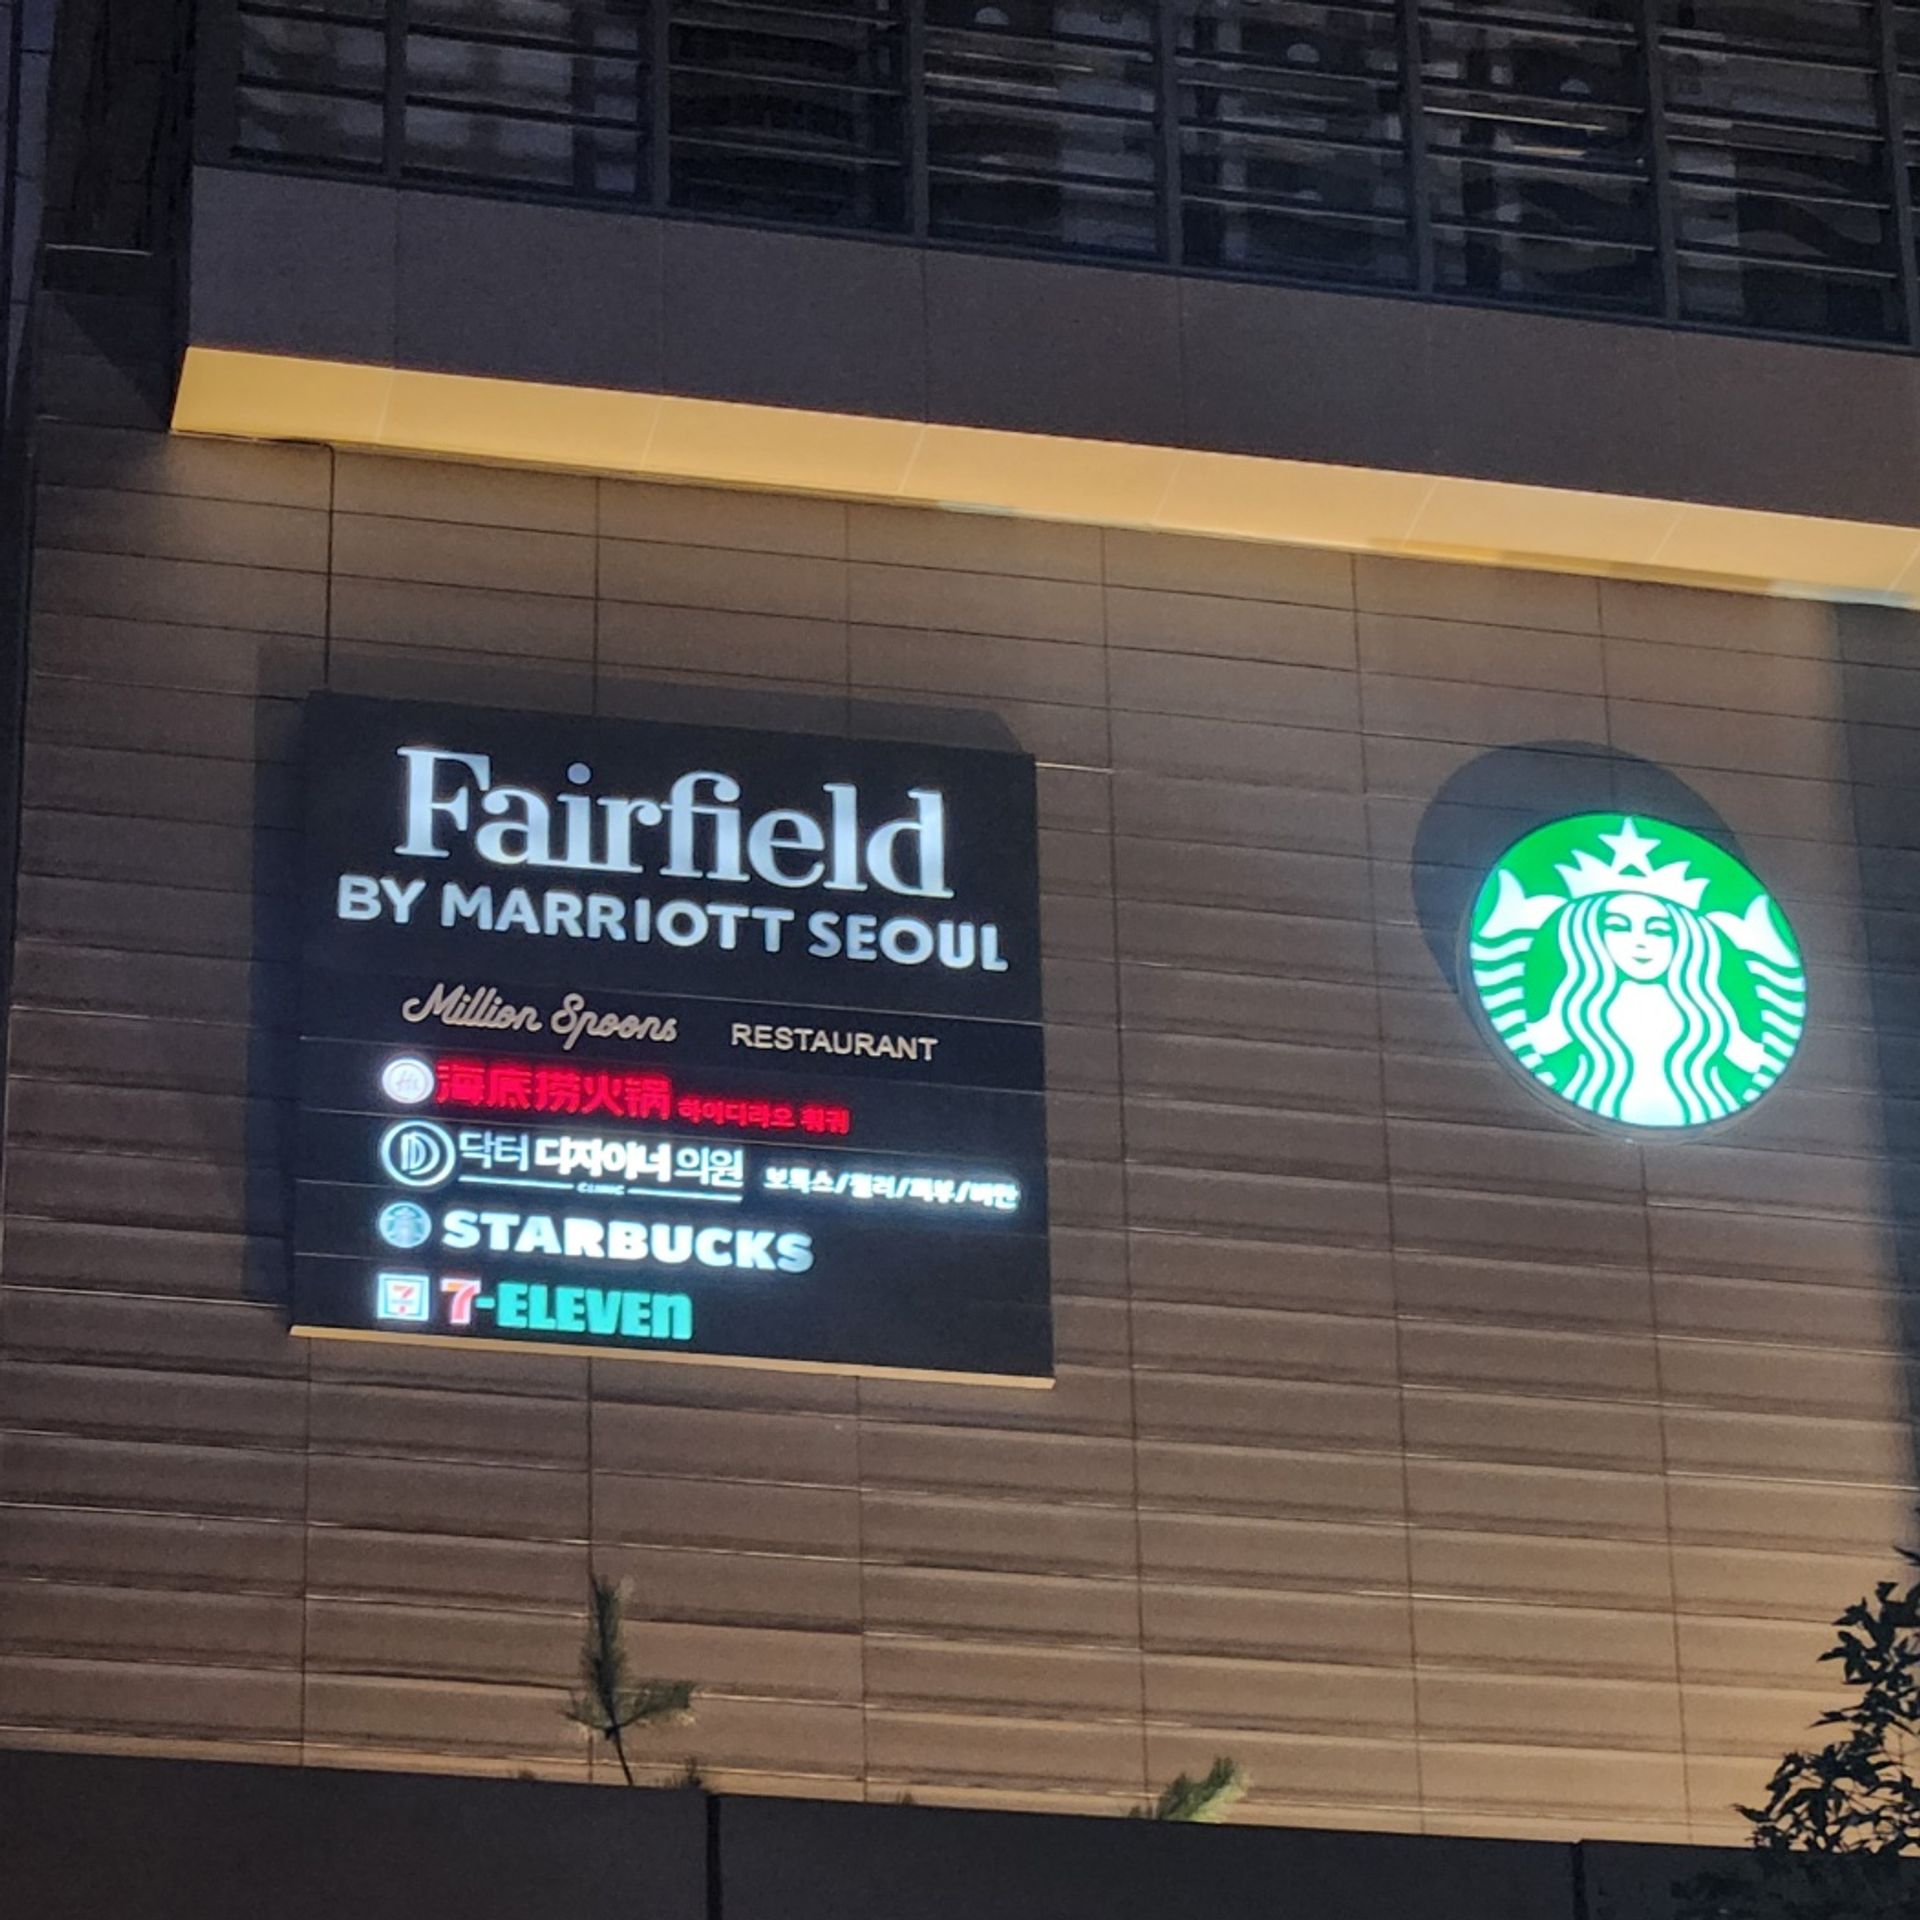 Fairfield
BY MARRIOTT SEOUL
Million Spoons RESTAURANT
海底捞火锅 하이디라오 훠궈
닥터 디자이너 의원 보톡스/필러/피부/비만
CLINIC
STARBUCKS
7-ELEVEn